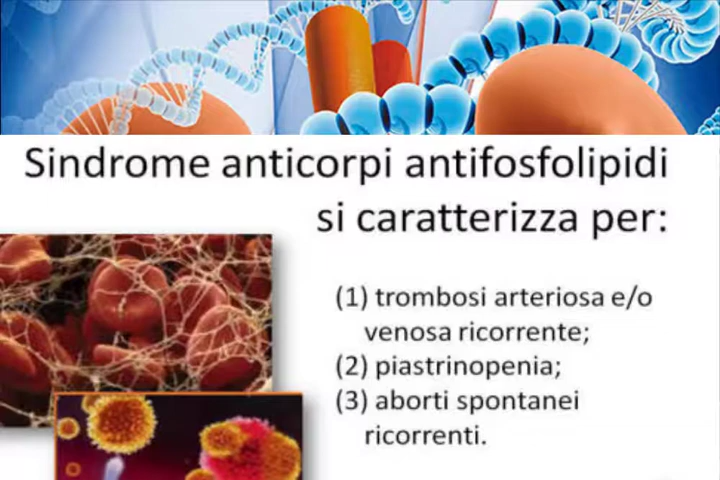 Sindrome anticorpi antifosfolipidi
si caratterizza per:
(1) trombosi arteriosa e/o
venosa ricorrente;
(2) piastrinopenia;
(3) aborti spontanei
ricorrenti.